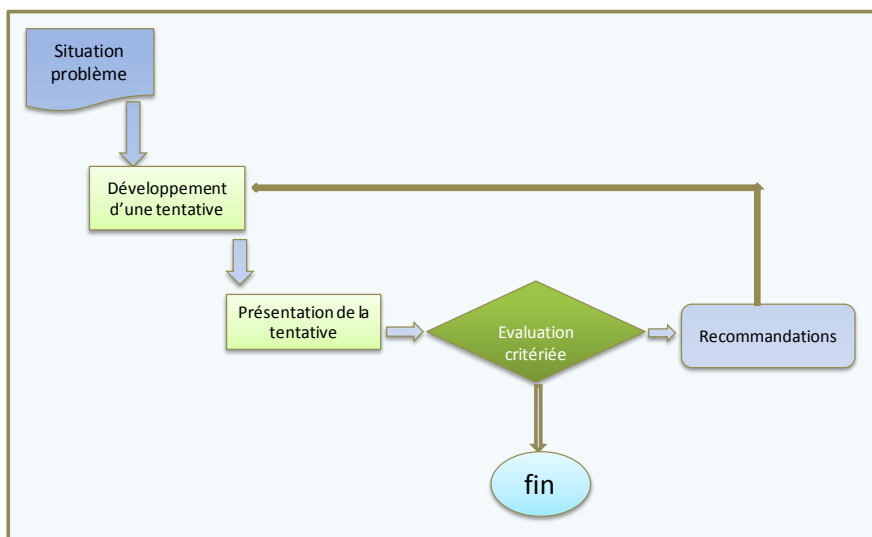 Situation
problème
Développement
d’une tentative
Présentation de la
tentative
Evaluation
critériée
Recommandations
fin